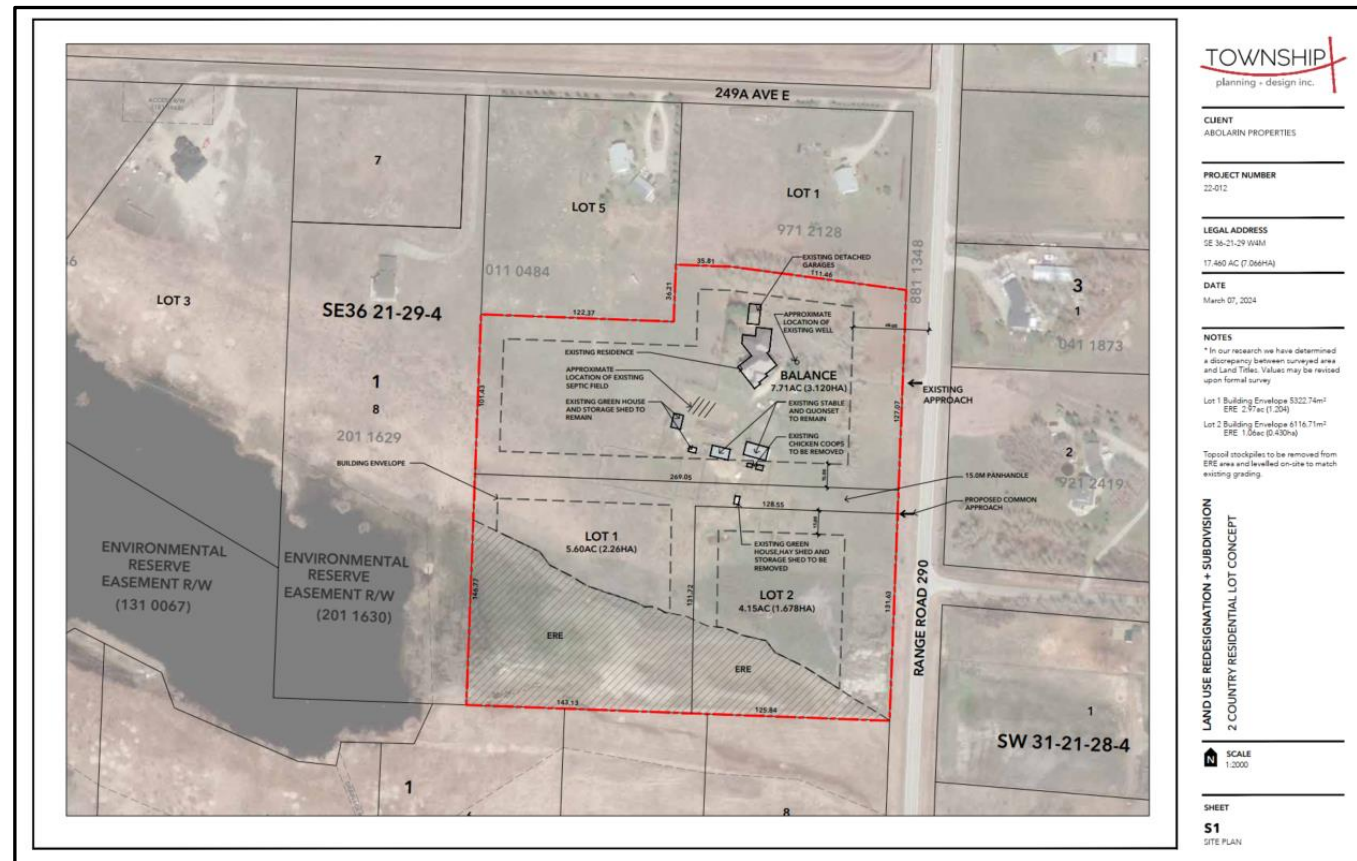 249A AVE E
7
LOT 5
LOT 1
971 2128
881 1348
011 0484
LOT 3
SE36 21-29-4
1
8
201 1629
35.81
111.46
36.21
122.37
101.43
EXISTING DETACHED
GARAGES
APPROXIMATE
LOCATION OF
EXISTING WELL
EXISTING RESIDENCE
APPROXIMATE
LOCATION OF EXISTING
SEPTIC FIELD
EXISTING GREEN HOUSE
AND STORAGE SHED TO
REMAIN
BALANCE
7.71AC (3.120HA)
EXISTING STABLE
AND QUONSET
TO REMAIN
EXISTING
CHICKEN COOPS
TO BE REMOVED
EXISTING
APPROACH
127.07
3
1
041 1873
2
921 2419
BUILDING ENVELOPE
269.05
128.55
15.0M PANHANDLE
PROPOSED COMMON
APPROACH
LOT 1
5.60AC (2.26HA)
EXISTING GREEN
HOUSE,HAY SHED AND
STORAGE SHED TO BE
REMOVED
LOT 2
4.15AC (1.678HA)
146.77
131.72
131.62
ERE
ERE
143.13
125.84
ENVIRONMENTAL
RESERVE
EASEMENT R/W
(131 0067)
ENVIRONMENTAL
RESERVE
EASEMENT R/W
(201 1630)
RANGE ROAD 290
1
SW 31-21-28-4
1
8
TOWNSHIP
planning + design inc.
CLIENT
ABOLARIN PROPERTIES
PROJECT NUMBER
22-012
LEGAL ADDRESS
SE 36-21-29 W4M
17.460 AC (7.066HA)
DATE
March 07, 2024
NOTES
* In our research we have determined
a discrepancy between surveyed area
and Land Titles. Values may be revised
upon formal survey
Lot 1 Building Envelope 5322.74m²
ERE 2.97ac (1.204)
Lot 2 Building Envelope 6116.71m²
ERE 1.06ac (0.430ha)
Topsoil stockpiles to be removed from
ERE area and levelled on-site to match
existing grading.
LAND USE REDESIGNATION + SUBDIVISION
2 COUNTRY RESIDENTIAL LOT CONCEPT
N
SCALE
1:2000
SHEET
S1
SITE PLAN